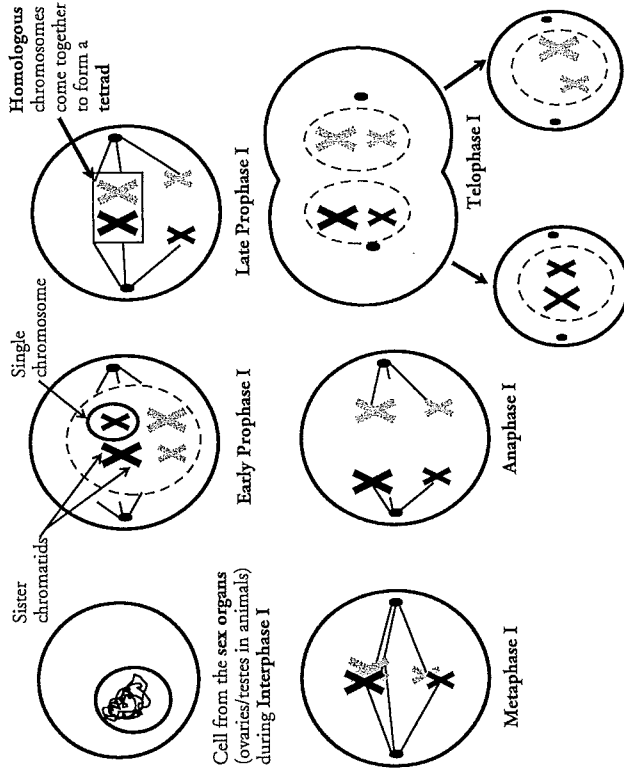 Sister
chromatids
Single
chromosome
Homologous
chromosomes
come together
to form a
tetrad
Cell from the sex organs
(ovaries/testes in animals)
during Interphase I
Early Prophase I
Late Prophase I
Metaphase I
Anaphase I
Telophase I